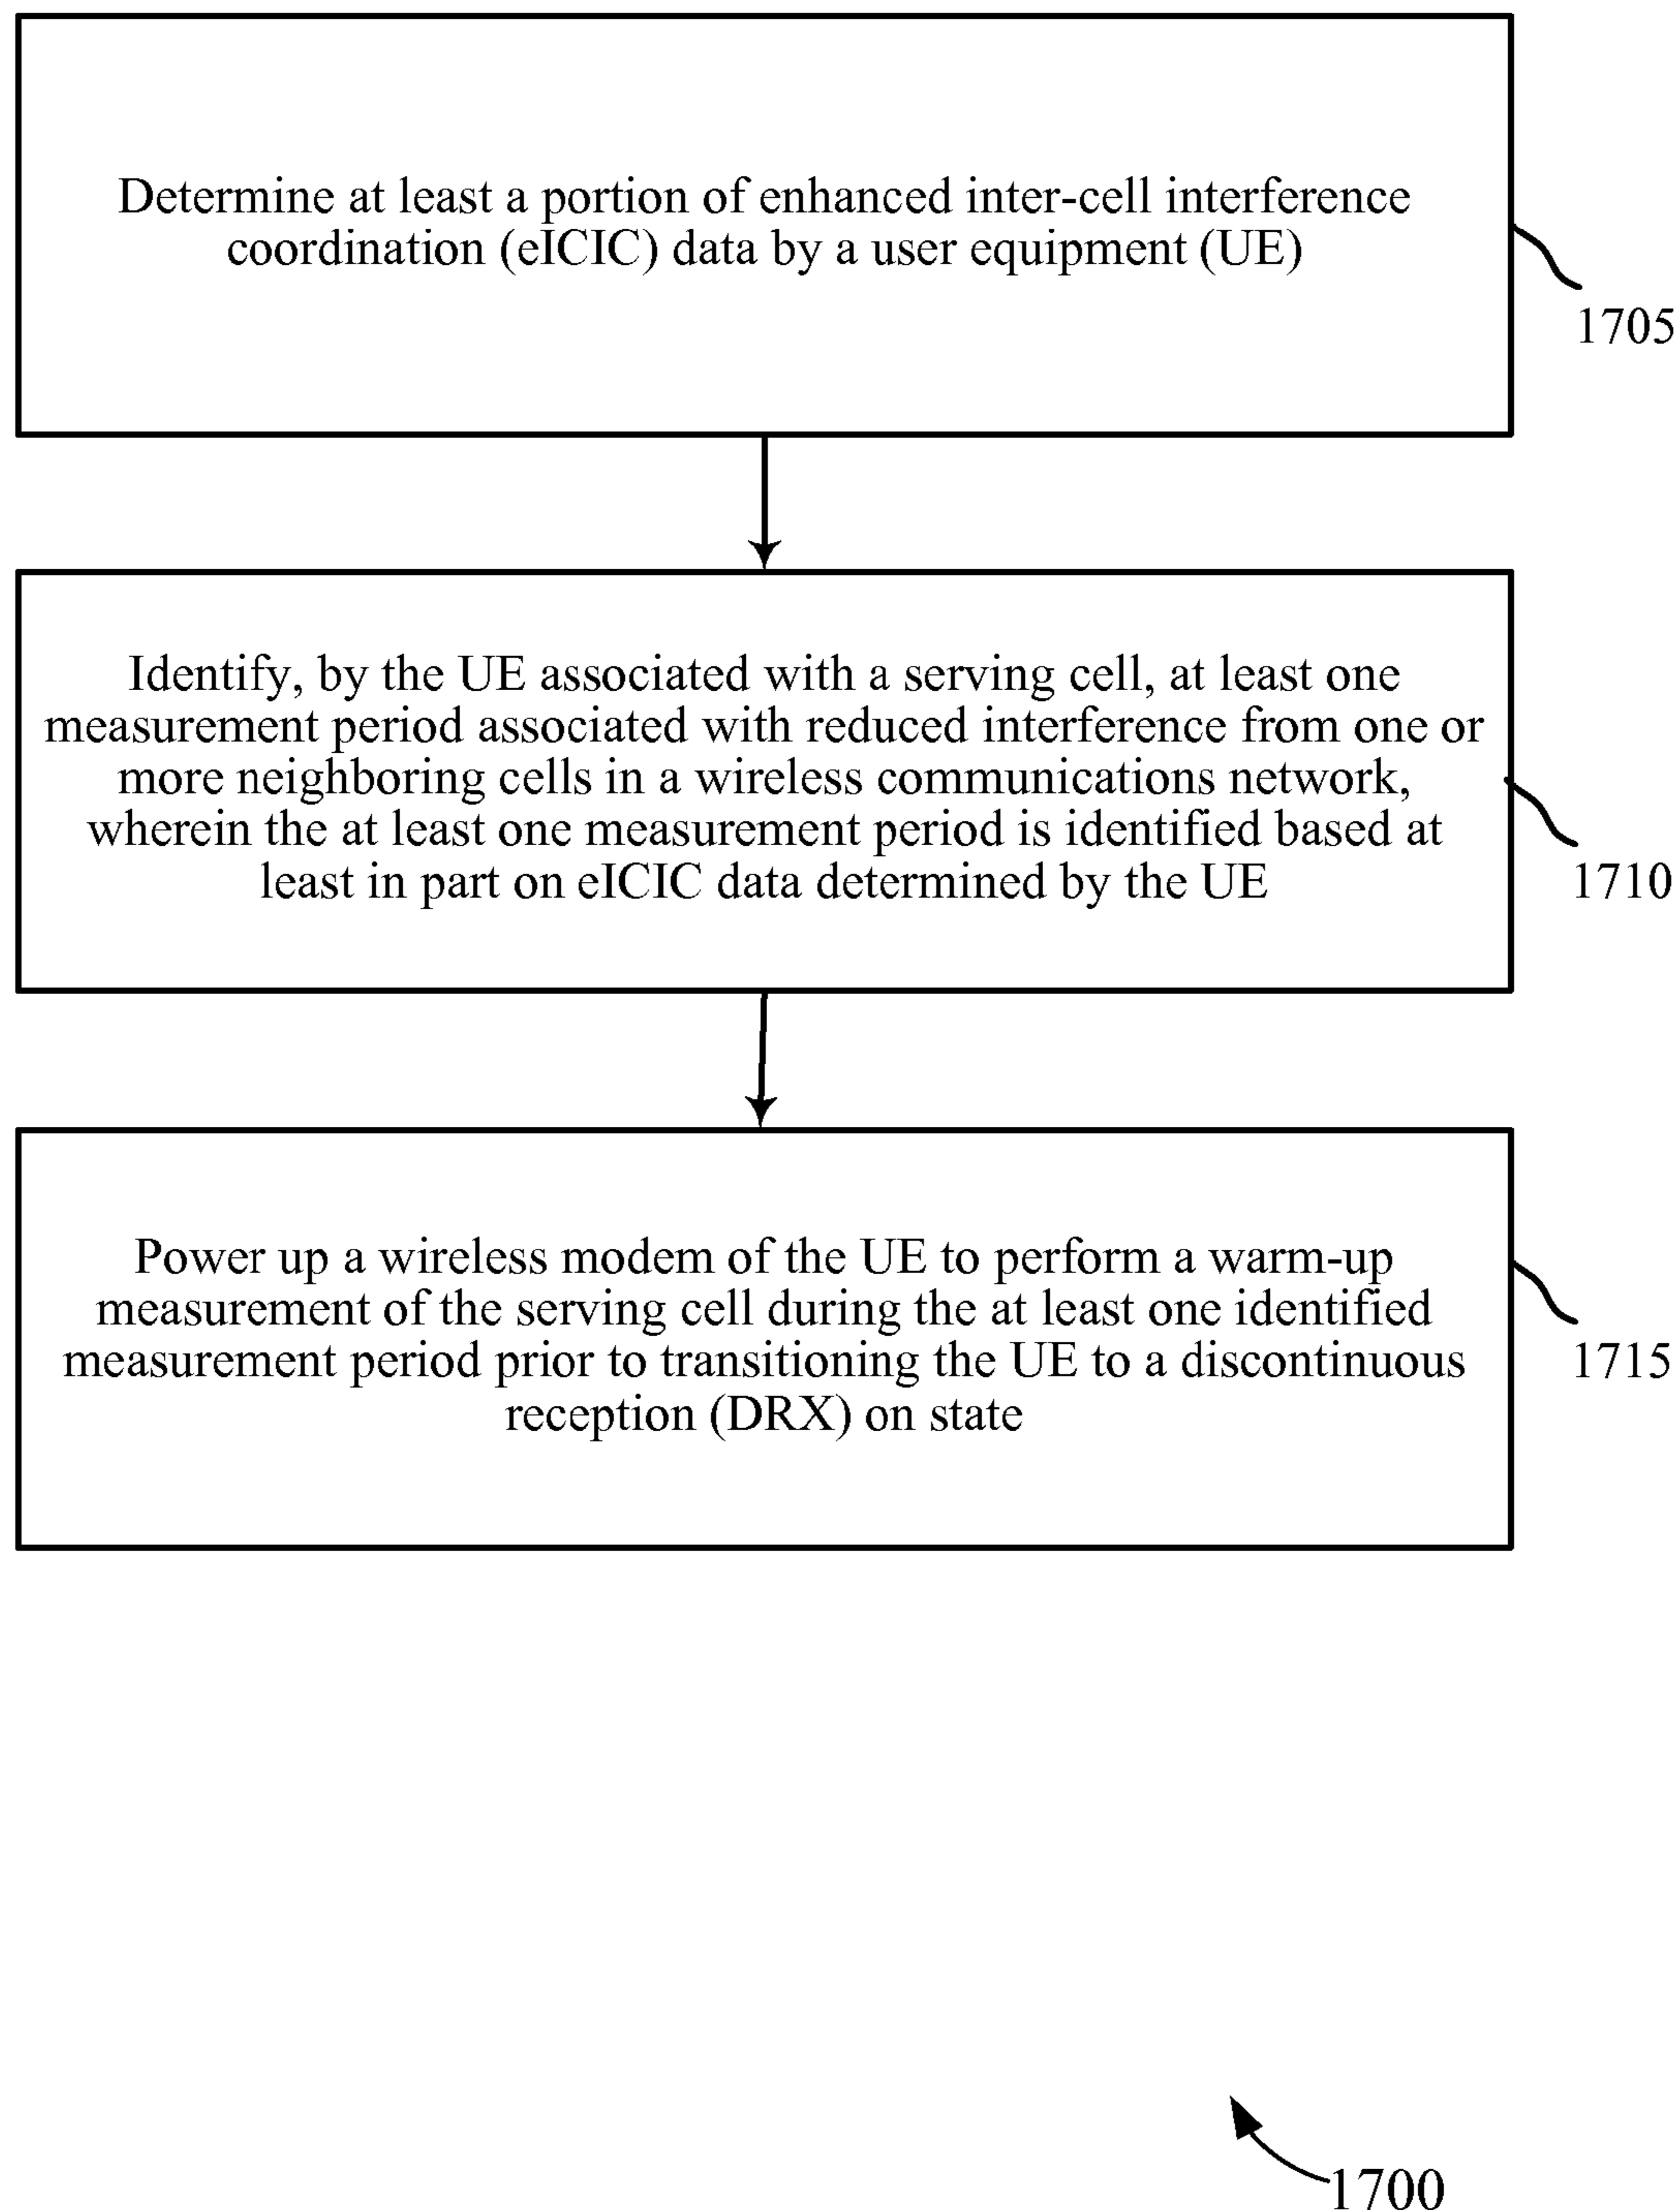 Determine at least a portion of enhanced inter-cell interference
coordination (eICIC) data by a user equipment (UE)
1705
Identify, by the UE associated with a serving cell, at least one
measurement period associated with reduced interference from one or
more neighboring cells in a wireless communications network,
wherein the at least one measurement period is identified based at
least in part on eICIC data determined by the UE
1710
Power up a wireless modem of the UE to perform a warm-up
measurement of the serving cell during the at least one identified
measurement period prior to transitioning the UE to a discontinuous
reception (DRX) on state
1715
1700